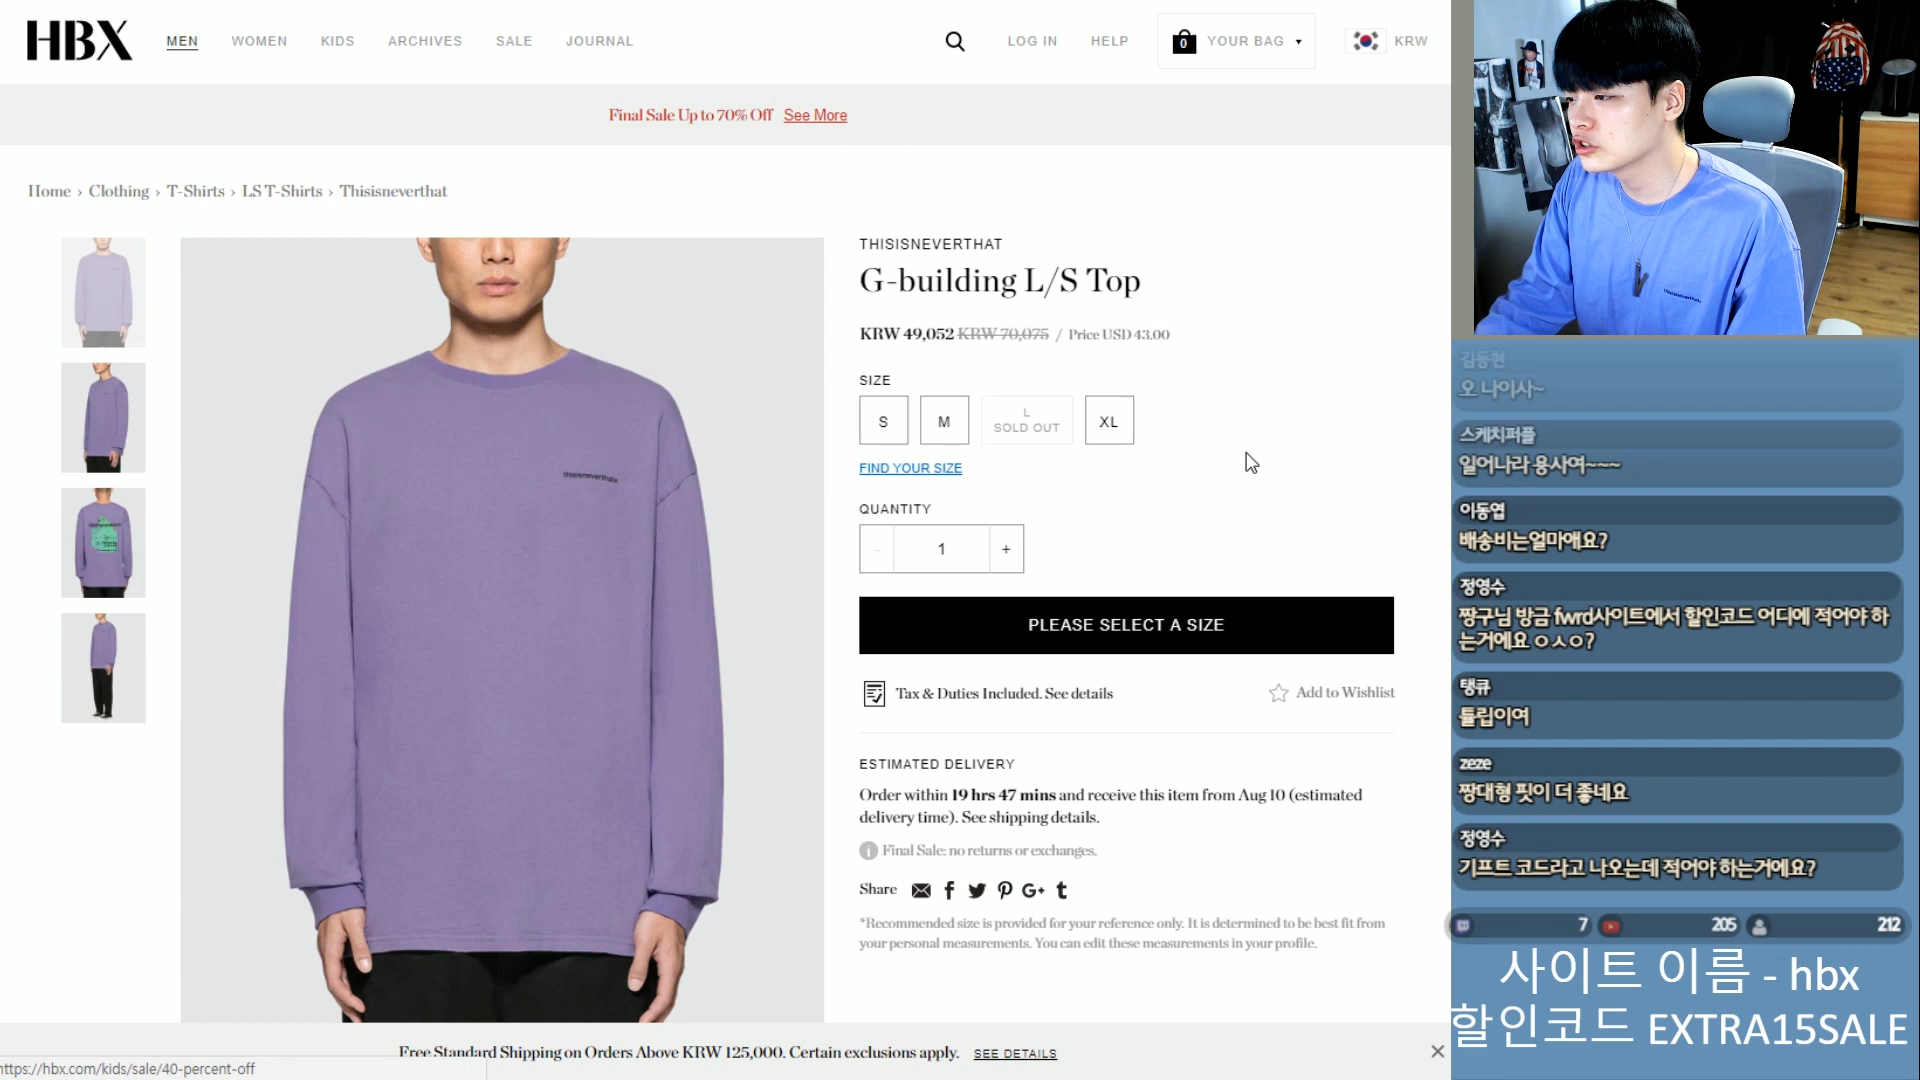 HBX
MEN
WOMEN
KIDS
ARCHIVES
SALE
JOURNAL
LOG IN
HELP
0
YOUR BAG
KRW
Final Sale Up to 70% Off See More
Home › Clothing › T-Shirts › LS T-Shirts › Thisisneverthat
thisisneverthat
THISISNEVERTHAT
G-building L/S Top
KRW 49,052 KRW 70,075 / Price USD 43.00
SIZE
S
M
L
SOLD OUT
XL
FIND YOUR SIZE
QUANTITY
- 1 +
PLEASE SELECT A SIZE
Tax & Duties Included. See details
Add to Wishlist
ESTIMATED DELIVERY
Order within 19 hrs 47 mins and receive this item from Aug 10 (estimated
delivery time). See shipping details.
Final Sale: no returns or exchanges.
Share
*Recommended size is provided for your reference only. It is determined to be best fit from
your personal measurements. You can edit these measurements in your profile.
Free Standard Shipping on Orders Above KRW 125,000. Certain exclusions apply. SEE DETAILS
https://hbx.com/kids/sale/40-percent-off
thisisneverthat
김동현
오 나이사~
스케치퍼플
일어나라 용사여~~~
이동엽
배송비는얼마애요?
정영수
짱구님 방금 fwrd사이트에서 할인코드 어디에 적어야 하
는거에요 ㅇㅅㅇ?
탱큐
튤립이여
zeze
짱대형 핏이 더 좋네요
정영수
기프트 코드라고 나오는데 적어야 하는거에요?
7
205
212
사이트 이름 - hbx
할인코드 EXTRA15SALE